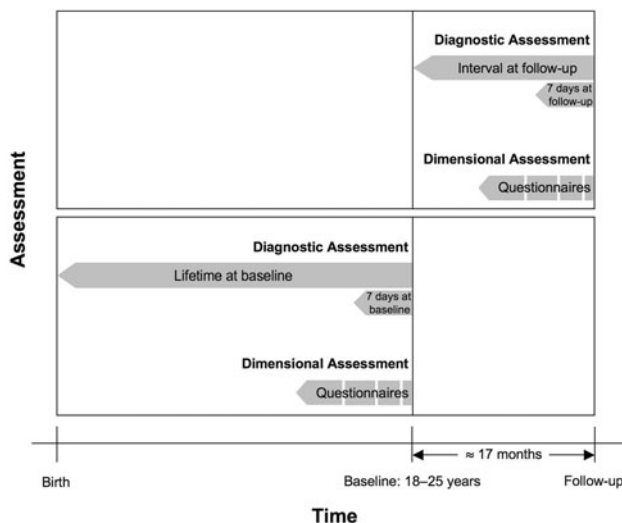 Diagnostic Assessment
Interval at follow-up
7 days at
follow-up
Dimensional Assessment
Questionnaires
Assessment
Diagnostic Assessment
Lifetime at baseline
7 days at
baseline
Dimensional Assessment
Questionnaires
≈ 17 months
Birth
Baseline: 18–25 years
Follow-up
Time